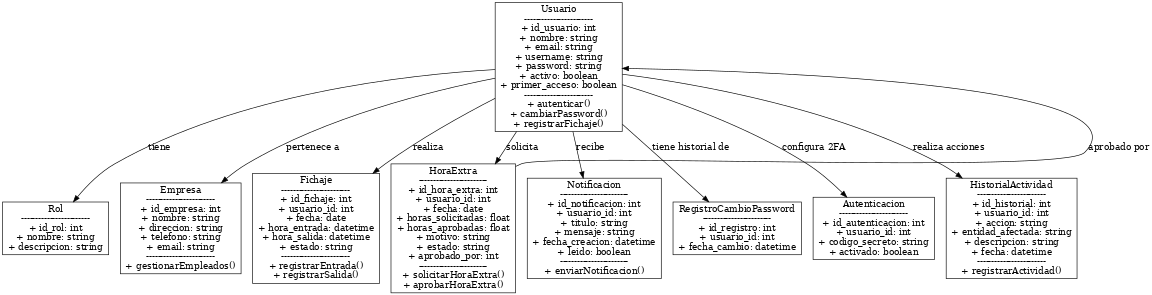 Usuario
------------------------
+ id_usuario: int
+ nombre: string
+ email: string
+ username: string
+ password: string
+ activo: boolean
+ primer_acceso: boolean
------------------------
+ autenticar()
+ cambiarPassword()
+ registrarFichaje()
tiene
pertenece a
realiza
solicita
recibe
tiene historial de
configura 2FA
realiza acciones
aprobado por
Rol
------------------------
+ id_rol: int
+ nombre: string
+ descripcion: string
Empresa
------------------------
+ id_empresa: int
+ nombre: string
+ direccion: string
+ telefono: string
+ email: string
------------------------
+ gestionarEmpleados()
Fichaje
------------------------
+ id_fichaje: int
+ usuario_id: int
+ fecha: date
+ hora_entrada: datetime
+ hora_salida: datetime
+ estado: string
------------------------
+ registrarEntrada()
+ registrarSalida()
HoraExtra
------------------------
+ id_hora_extra: int
+ usuario_id: int
+ fecha: date
+ horas_solicitadas: float
+ horas_aprobadas: float
+ motivo: string
+ estado: string
+ aprobado_por: int
------------------------
+ solicitarHoraExtra()
+ aprobarHoraExtra()
Notificacion
------------------------
+ id_notificacion: int
+ usuario_id: int
+ titulo: string
+ mensaje: string
+ fecha_creacion: datetime
+ leido: boolean
------------------------
+ enviarNotificacion()
RegistroCambioPassword
------------------------
+ id_registro: int
+ usuario_id: int
+ fecha_cambio: datetime
Autenticacion
------------------------
+ id_autenticacion: int
+ usuario_id: int
+ codigo_secreto: string
+ activado: boolean
HistorialActividad
------------------------
+ id_historial: int
+ usuario_id: int
+ accion: string
+ entidad_afectada: string
+ descripcion: string
+ fecha: datetime
------------------------
+ registrarActividad()